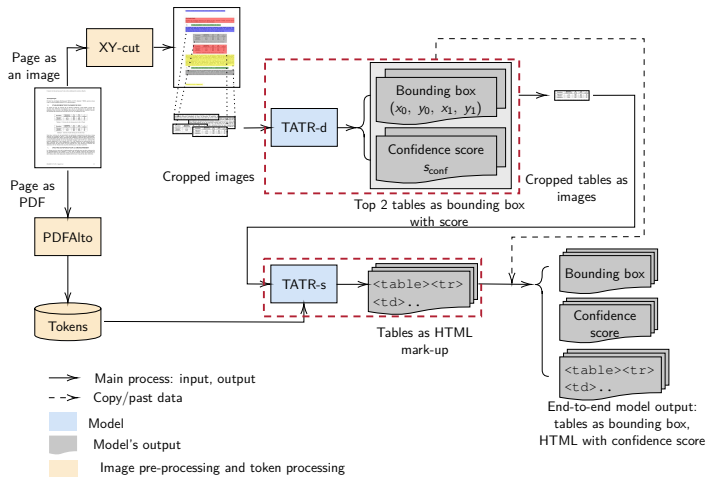 Page as
an image
XY-cut
Page as
PDF
PDFAlto
Tokens
Cropped images
TATR-d
Bounding box
(x₀, y₀, x₁, y₁)
Confidence score
s_conf
Top 2 tables as bounding box
with score
Cropped tables as
images
TATR-s
<table><tr>
<td>..
Tables as HTML
mark-up
Bounding box
Confidence
score
<table><tr>
<td>..
End-to-end model output:
tables as bounding box,
HTML with confidence score
Main process: input, output
Copy/past data
Model
Model's output
Image pre-processing and token processing